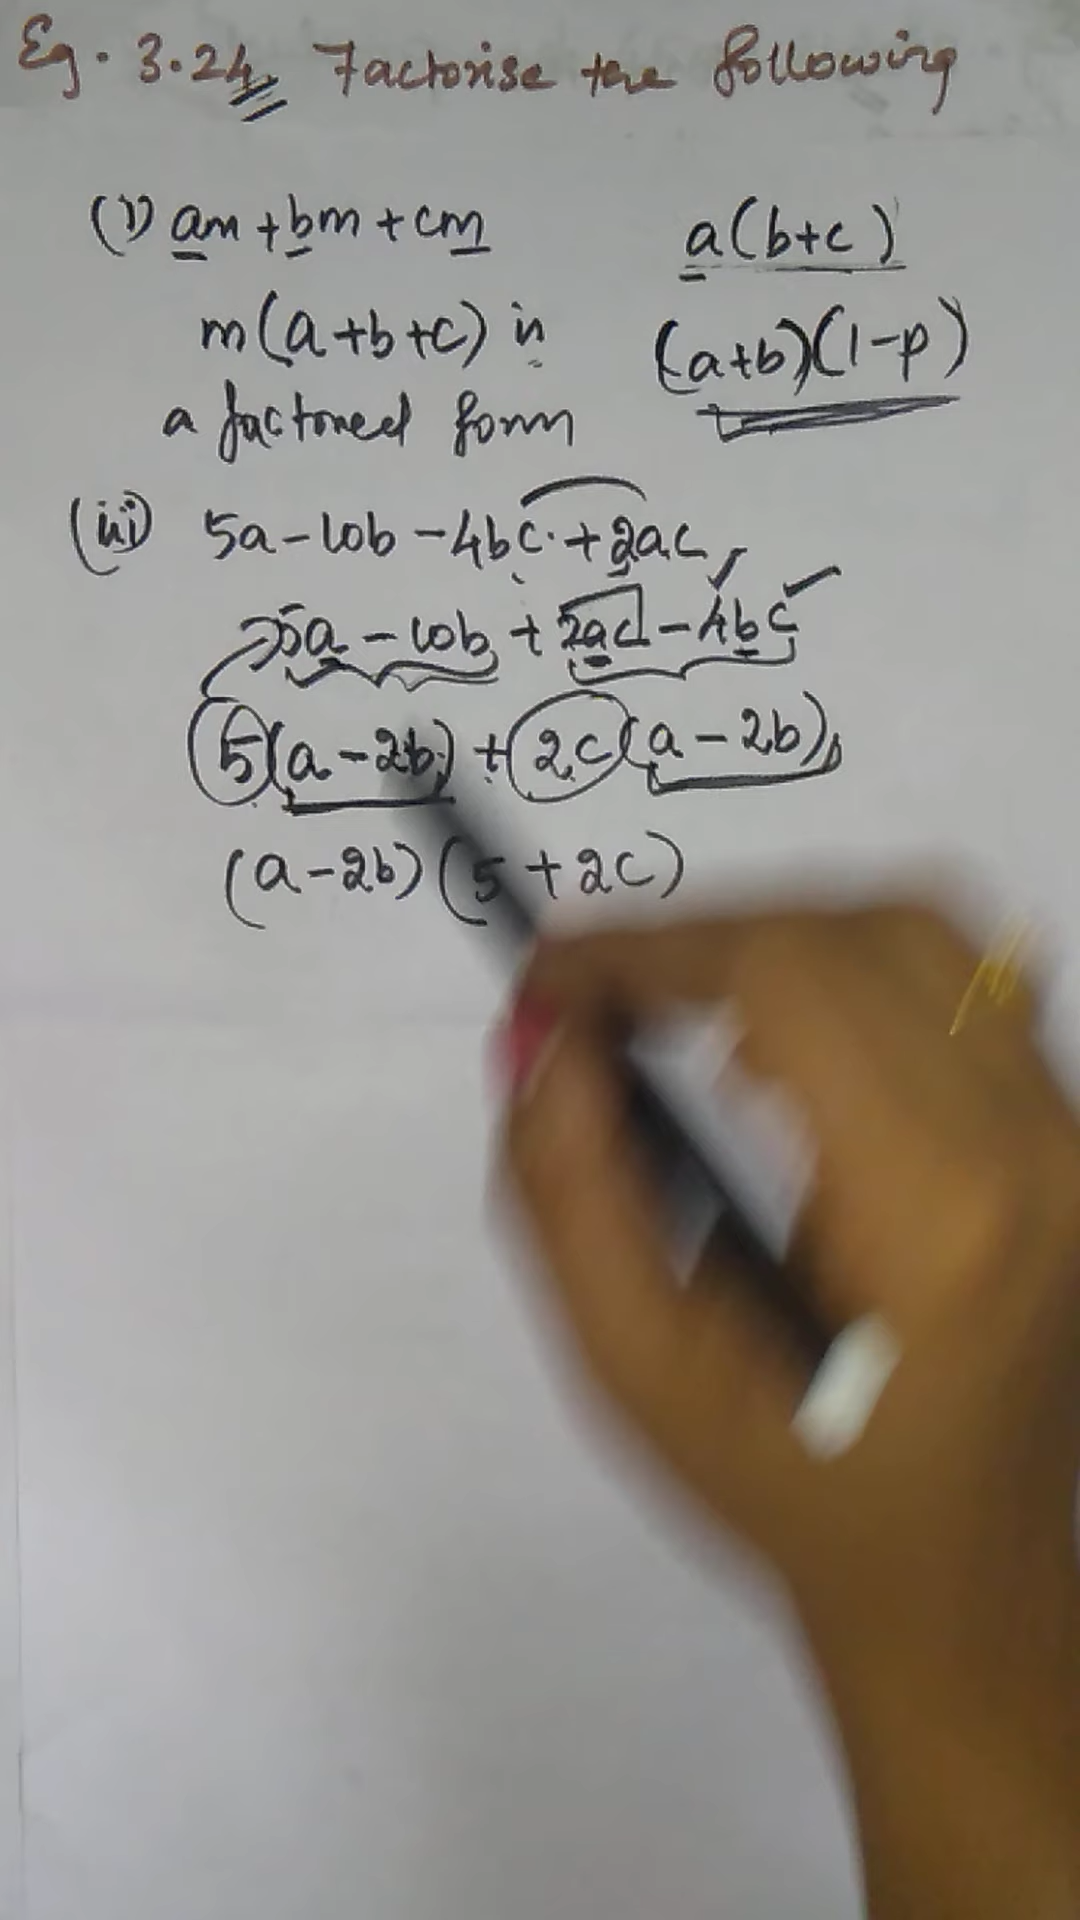 Eg. 3.24 Factorise the following
(i) am + bm + cm
m(a+b+c) is
a factored form
a(b+c)
(a+b)(1-p)
(iii) 5a - 10b - 4bc + 2ac
5a - 10b + 2ac - 4bc
5(a - 2b) + 2c(a - 2b)
(a - 2b)(5 + 2c)